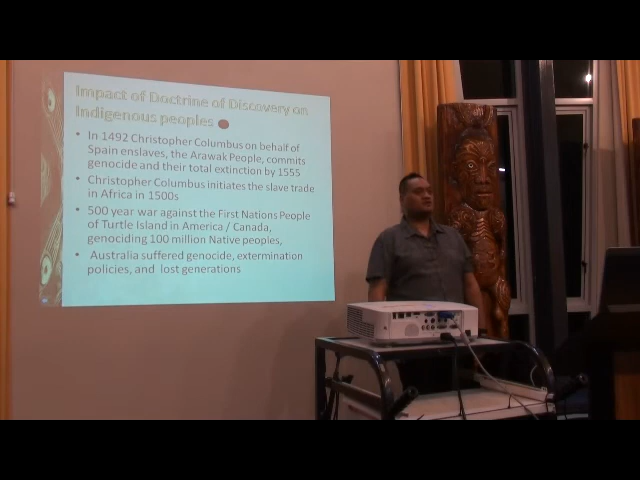 Impact of Doctrine of Discovery on
Indigenous peoples
• In 1492 Christopher Columbus on behalf of
Spain enslaves, the Arawak People, commits
genocide and their total extinction by 1555
• Christopher Columbus initiates the slave trade
in Africa in 1500s
• 500 year war against the First Nations People
of Turtle Island in America / Canada,
genociding 100 million Native peoples,
• Australia suffered genocide, extermination
policies, and lost generations